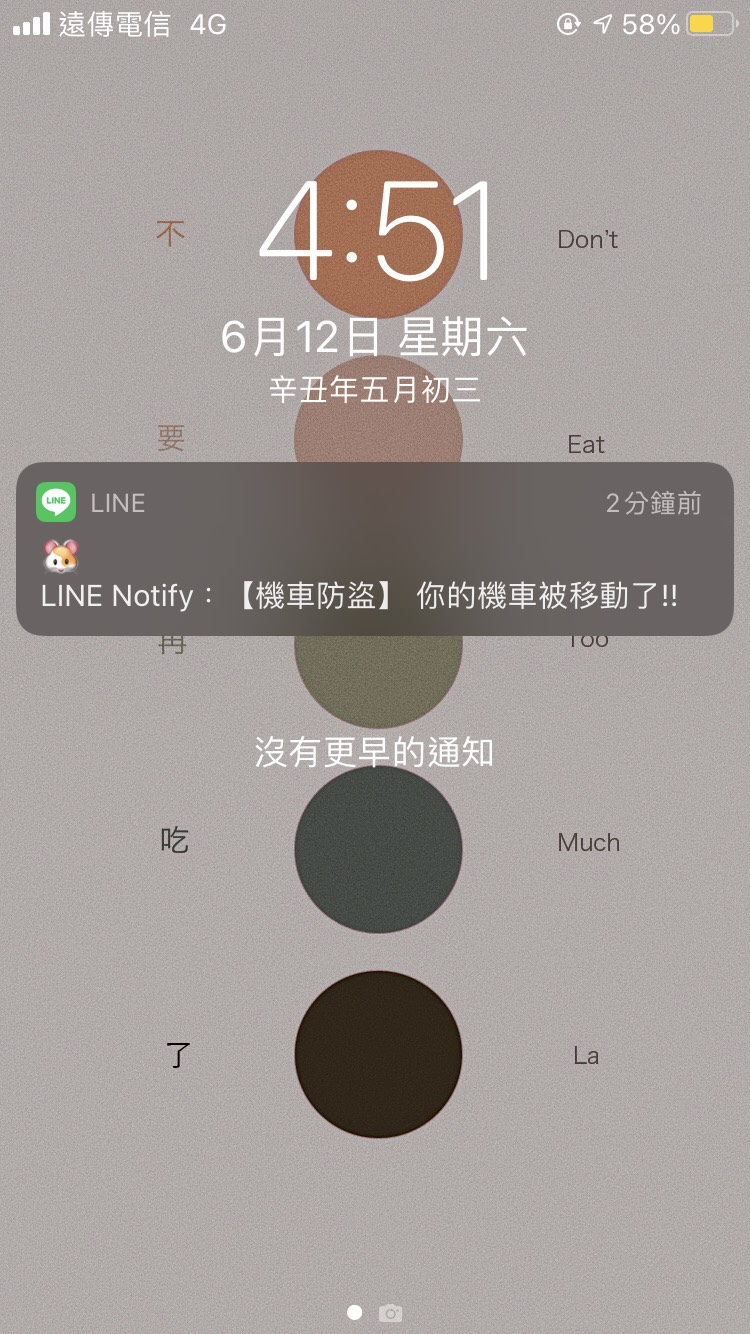 遠傳電信 4G 58%
4:51
不 Don't
6月12日 星期六
辛丑年五月初三
要 Eat
LINE LINE 2分鐘前
LINE Notify：【機車防盜】 你的機車被移動了!!
再 Too
沒有更早的通知
吃 Much
了 La